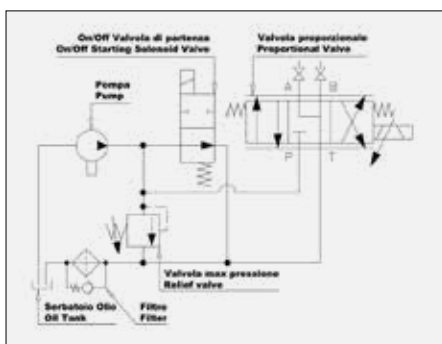 On/Off Valvola di partenza
On/Off Starting Solenoid Valve
Valvola proporzionale
Proportional Valve
Pompa
Pump
A
B
P
T
Valvola max pressione
Relief valve
Serbatoio Olio
Oil Tank
Filtro
Filter